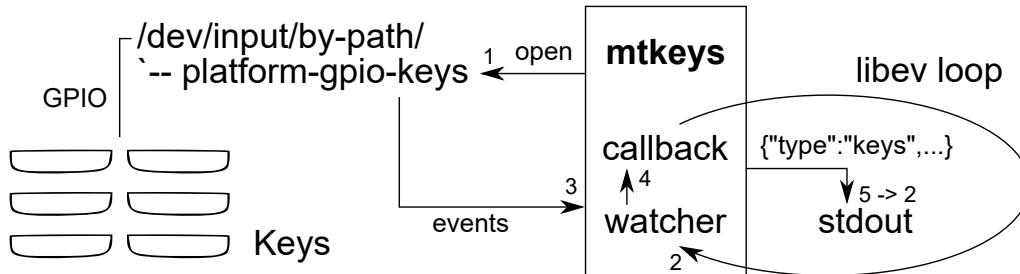 /dev/input/by-path/
`-- platform-gpio-keys
GPIO
Keys
1
open
3
events
mtkeys
callback
4
watcher
2
libev loop
{"type":"keys",...}
5 -> 2
stdout